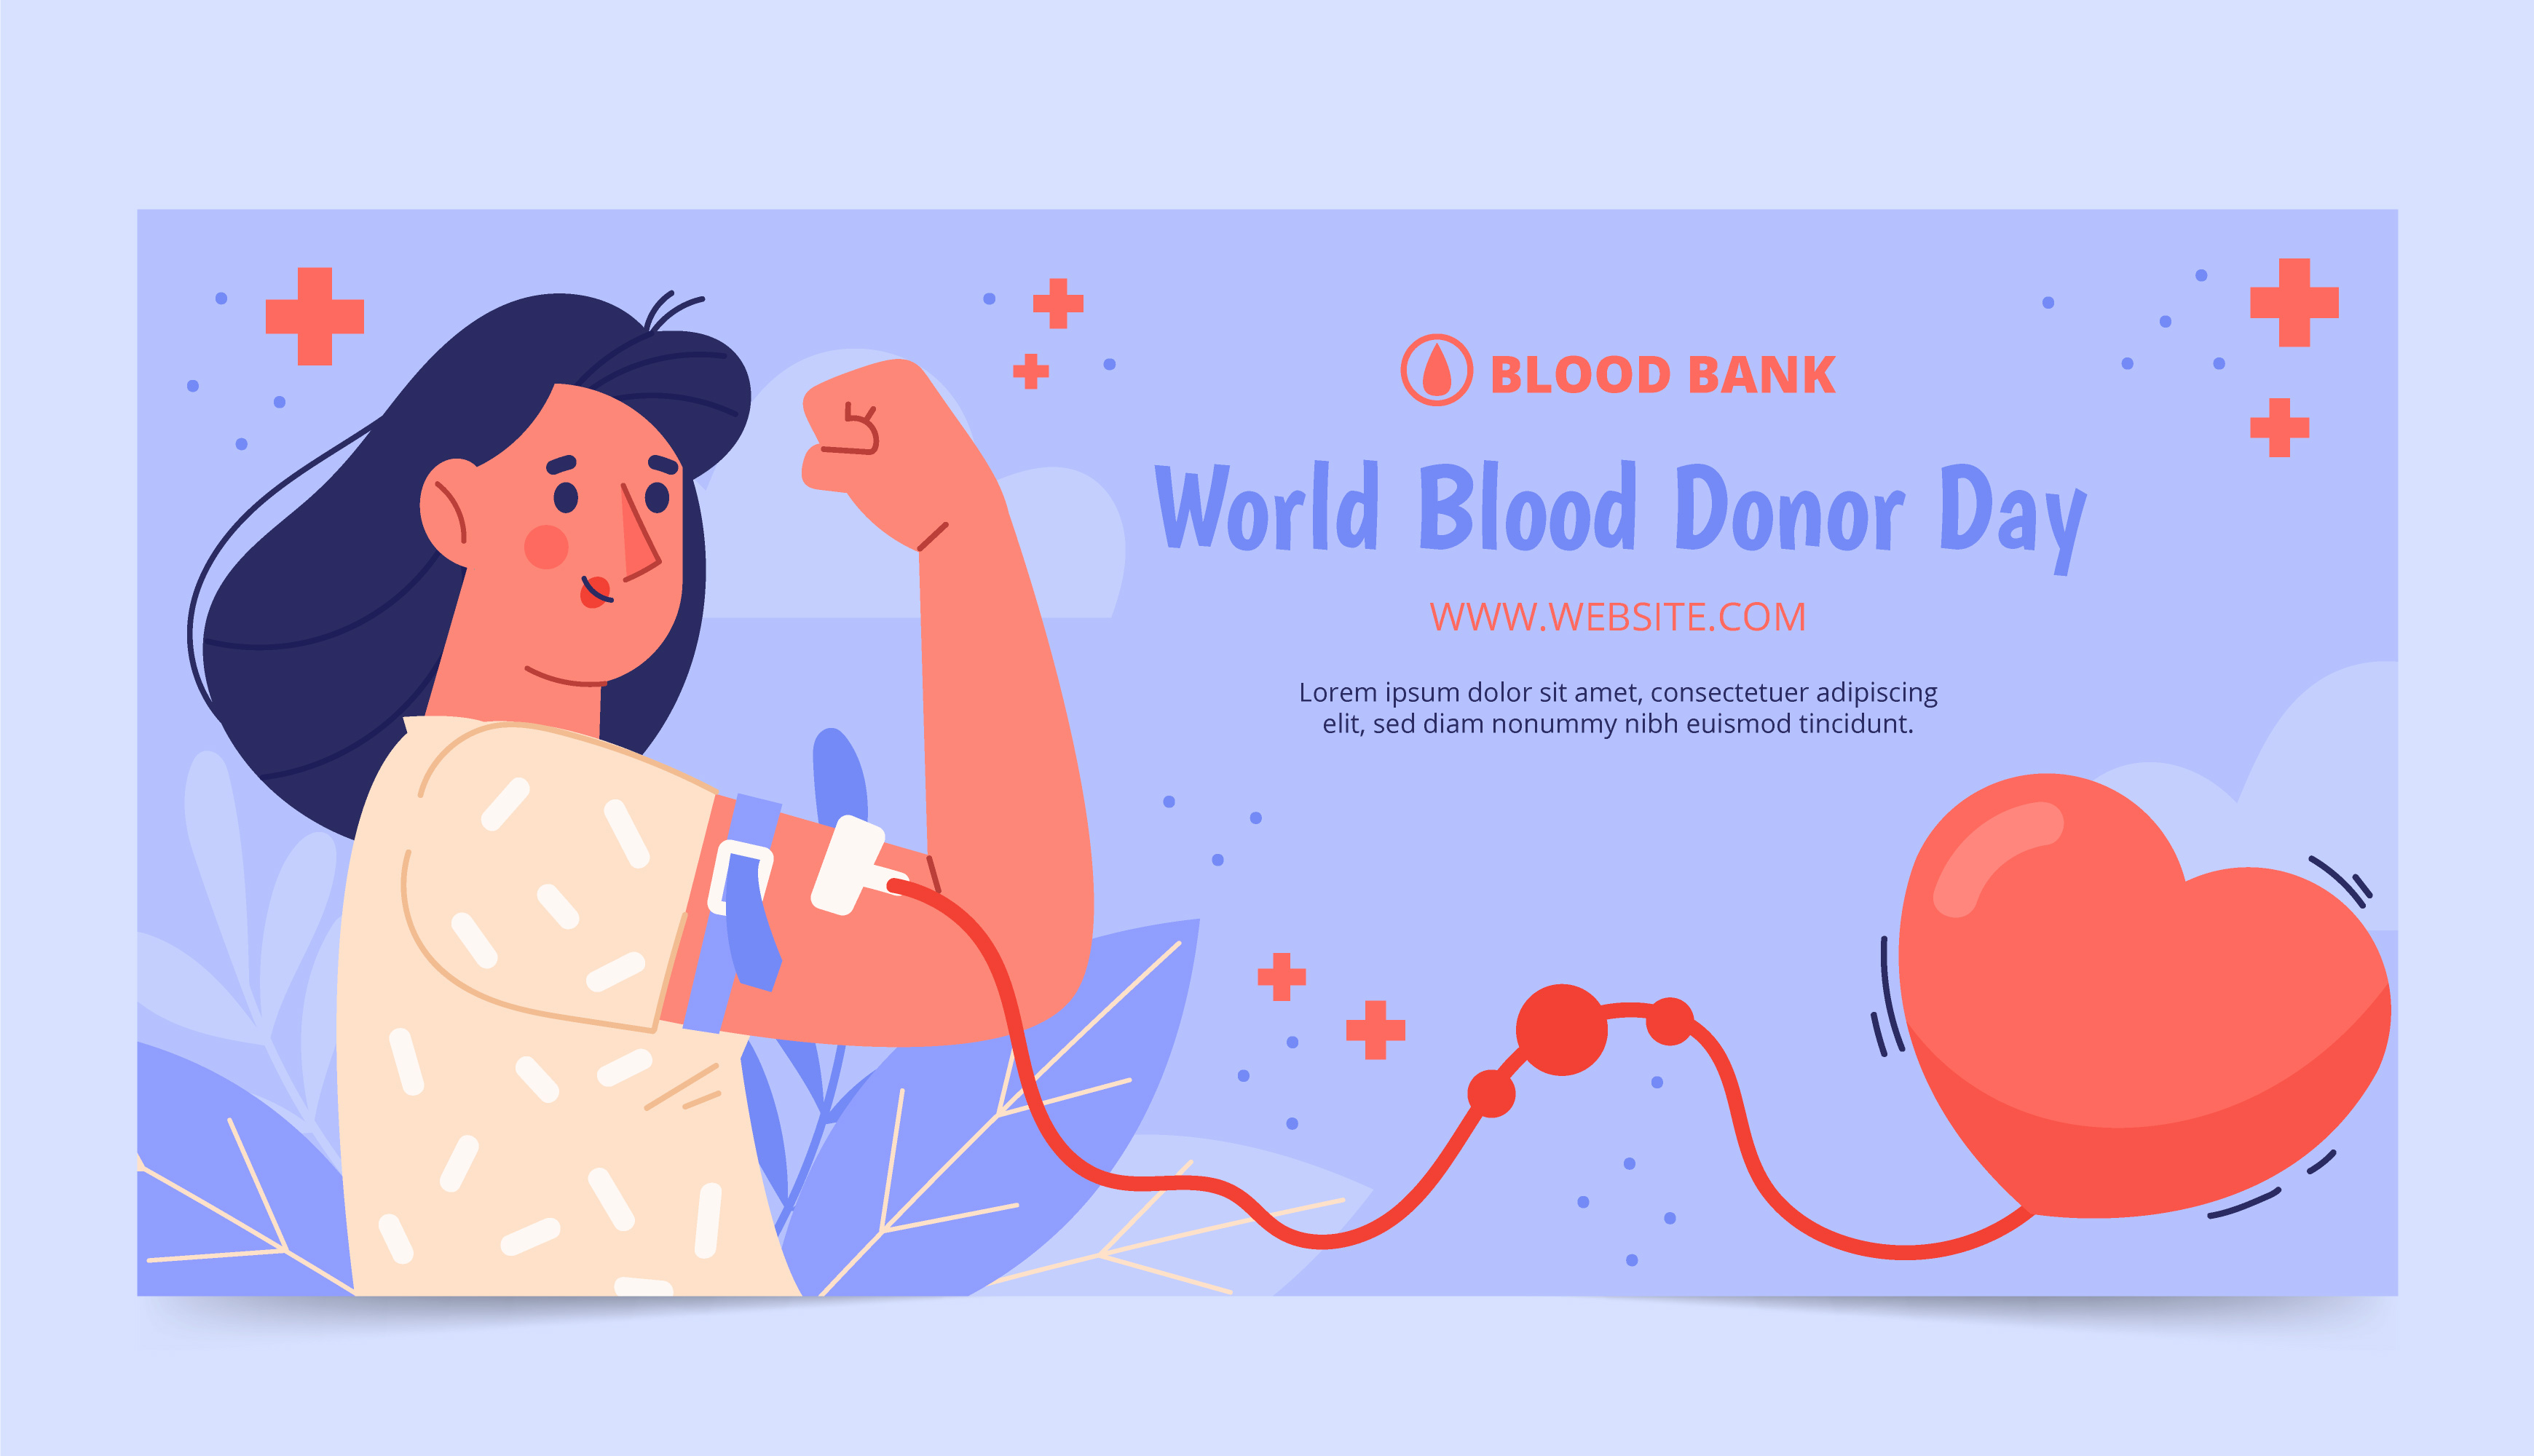 BLOOD BANK
World Blood Donor Day
WWW.WEBSITE.COM
Lorem ipsum dolor sit amet, consectetuer adipiscing
elit, sed diam nonummy nibh euismod tincidunt.